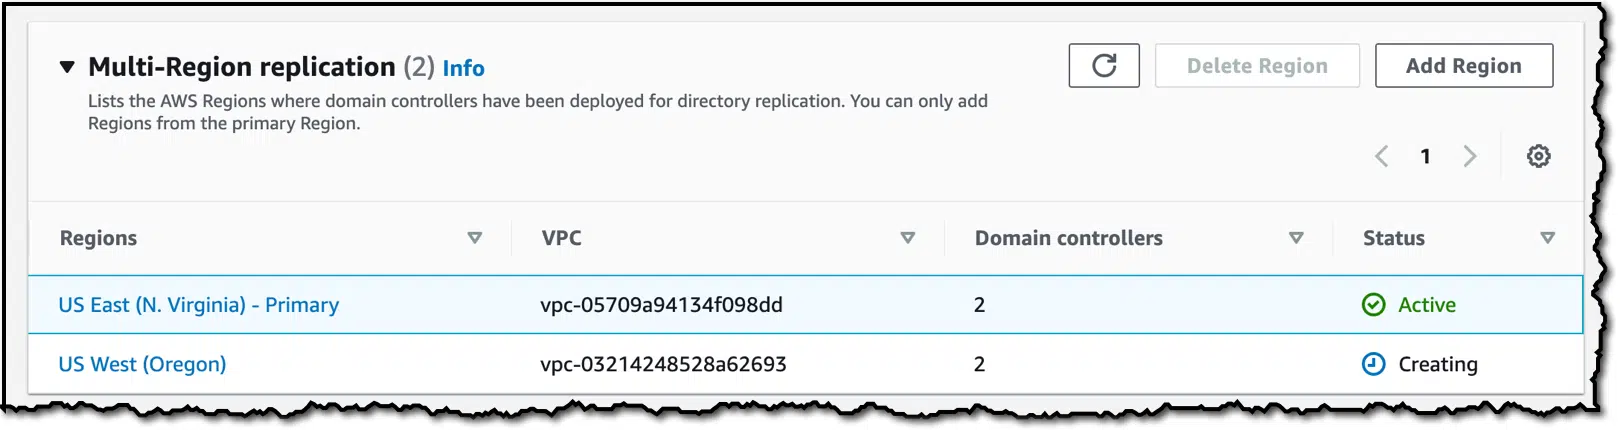 Multi-Region replication (2) Info
Delete Region
Add Region
Lists the AWS Regions where domain controllers have been deployed for directory replication. You can only add
Regions from the primary Region.
1
Regions VPC Domain controllers Status
US East (N. Virginia) - Primary vpc-05709a94134f098dd 2 Active
US West (Oregon) vpc-03214248528a62693 2 Creating